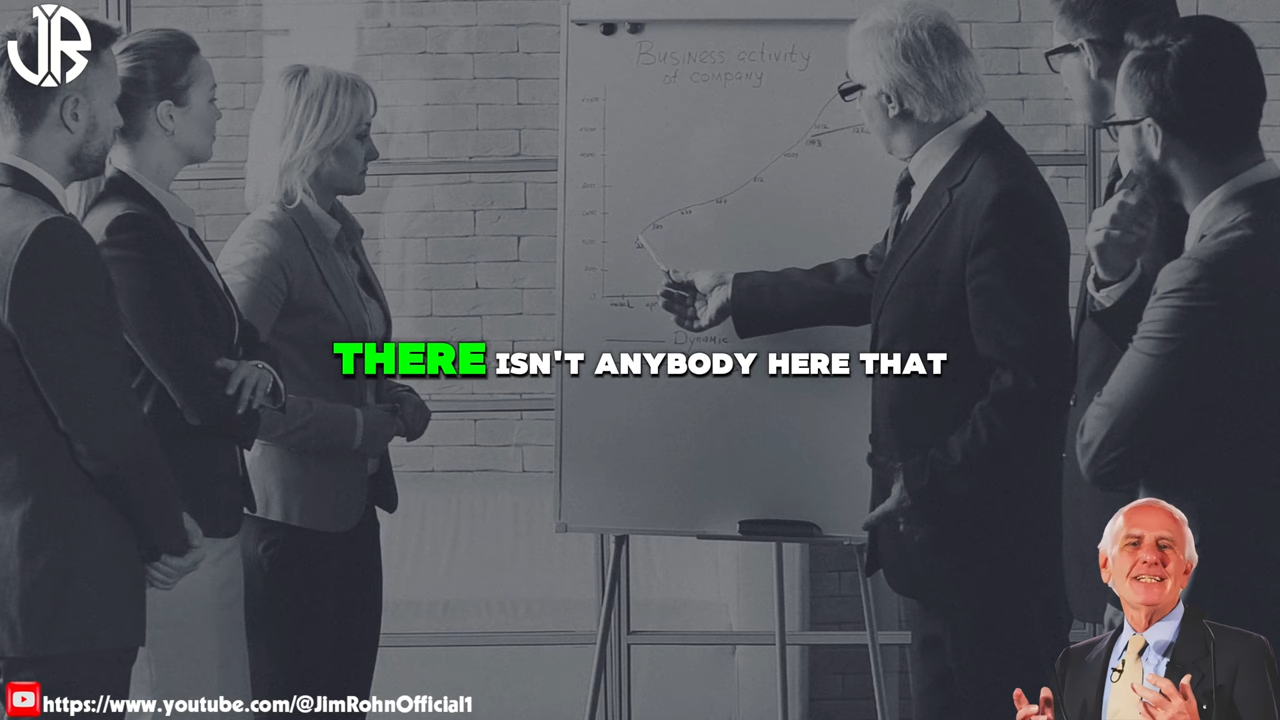 JR
Business activity
of company
Dynamic
THERE ISN'T ANYBODY HERE THAT
https://www.youtube.com/@JimRohnOfficial1